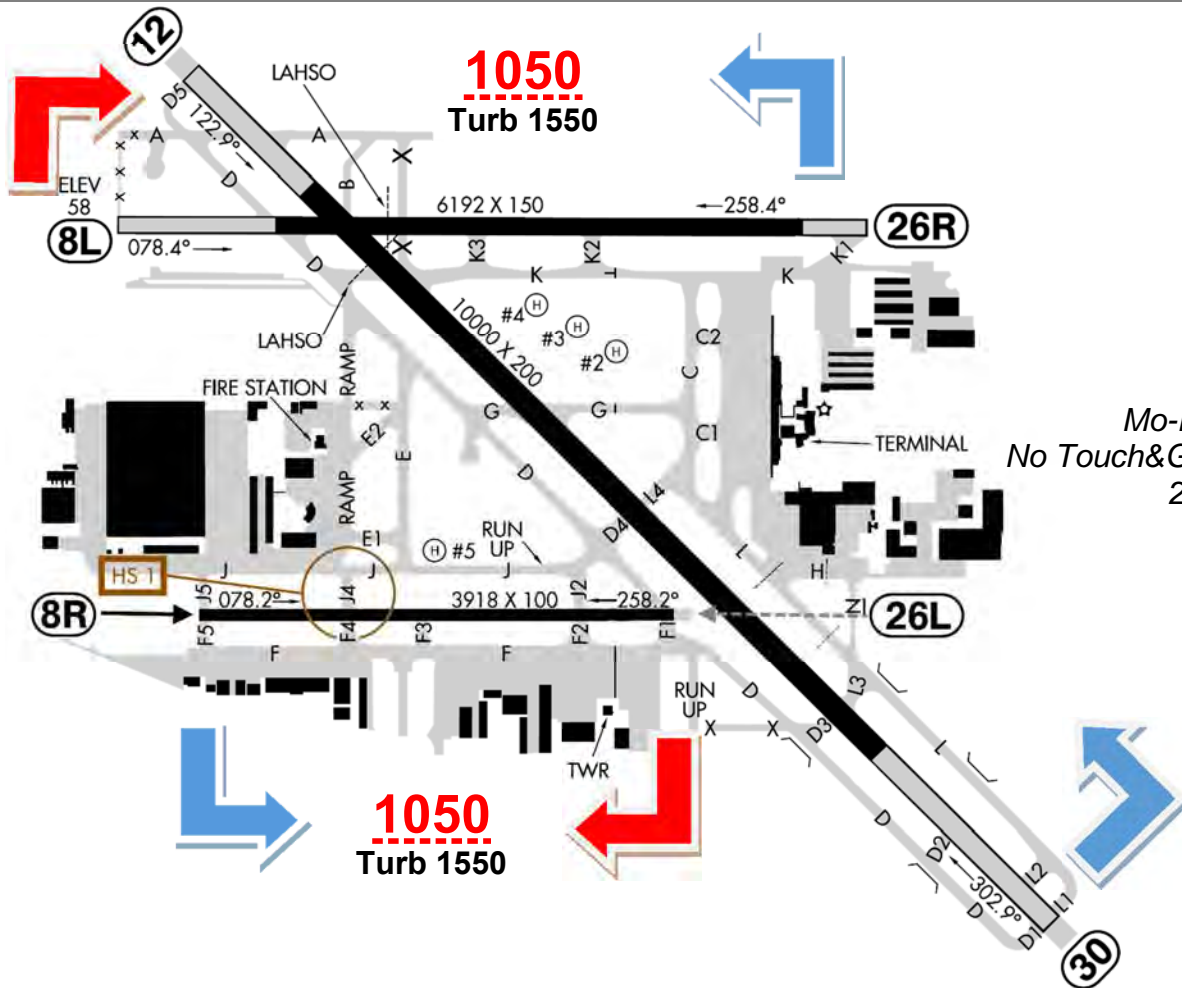 12
LAHSO
1050
Turb 1550
D5
122.9°
A
A
x
x
x
x
ELEV
58
8L
D
B
X
6192 X 150
258.4°
26R
078.4°
X
K3
K2
K1
D
K
K
10000 X 200
#4 H
#3 H
#2 H
LAHSO
RAMP
C2
C
FIRE STATION
x x
E2
G
G
C1
TERMINAL
E
D
Mo-
No Touch&G
2
RAMP
L4
D4
E1
H #5
RUN
UP
L
H
HS 1
J
J
J
J5
078.2°
J4
3918 X 100
J2
258.2°
8R
26L
F5
F4
F3
F2
F1
F
F
D
L3
RUN
UP
X
X
D3
TWR
L
1050
Turb 1550
D
D2
302.9°
L2
L1
D
D1
30